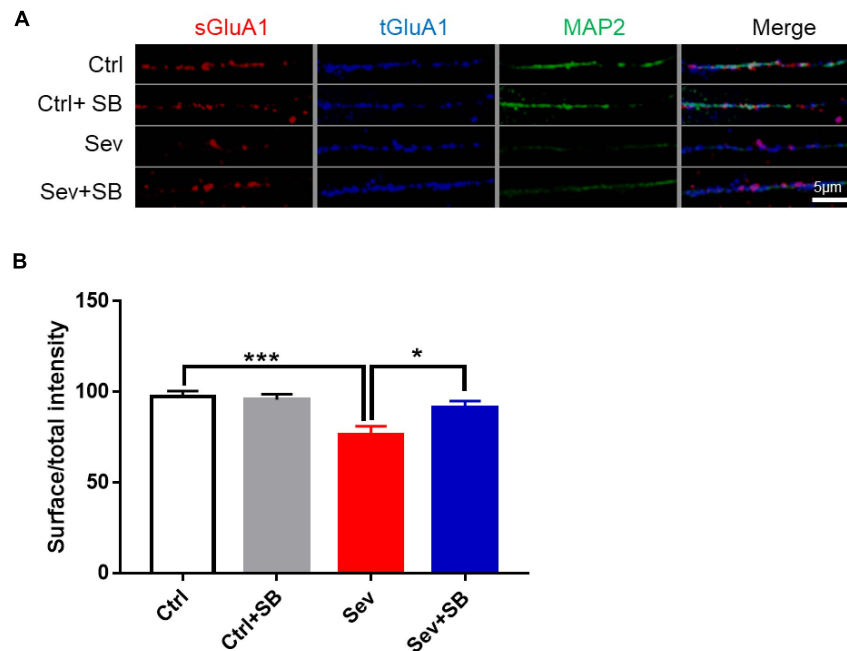 A
sGluA1 tGluA1 MAP2 Merge
Ctrl
Ctrl+ SB
Sev
Sev+SB
5µm
B
Surface/total intensity
150
100
50
0
*** *
Ctrl Ctrl+SB Sev Sev+SB